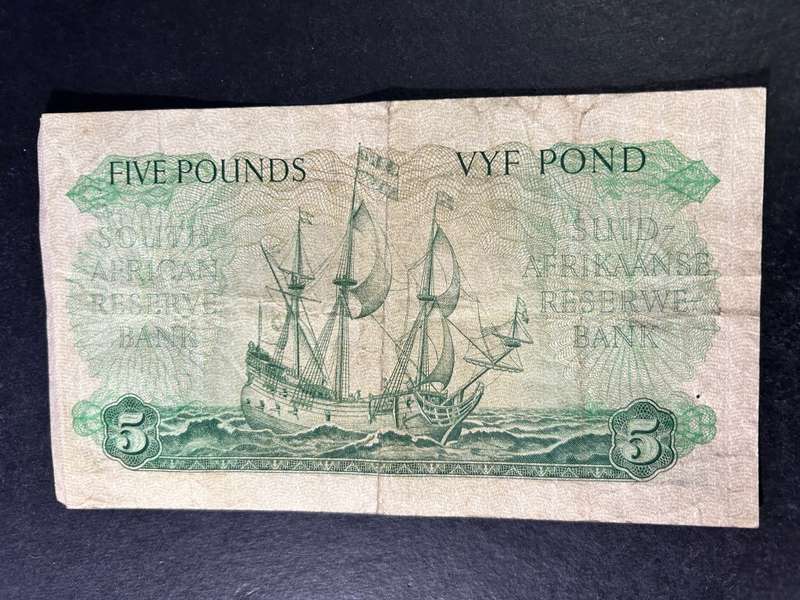 FIVE POUNDS
VYF POND
SOUTH
AFRICAN
RESERVE
BANK
SUID-
AFRIKAANSE
RESERWE-
BANK
5
5